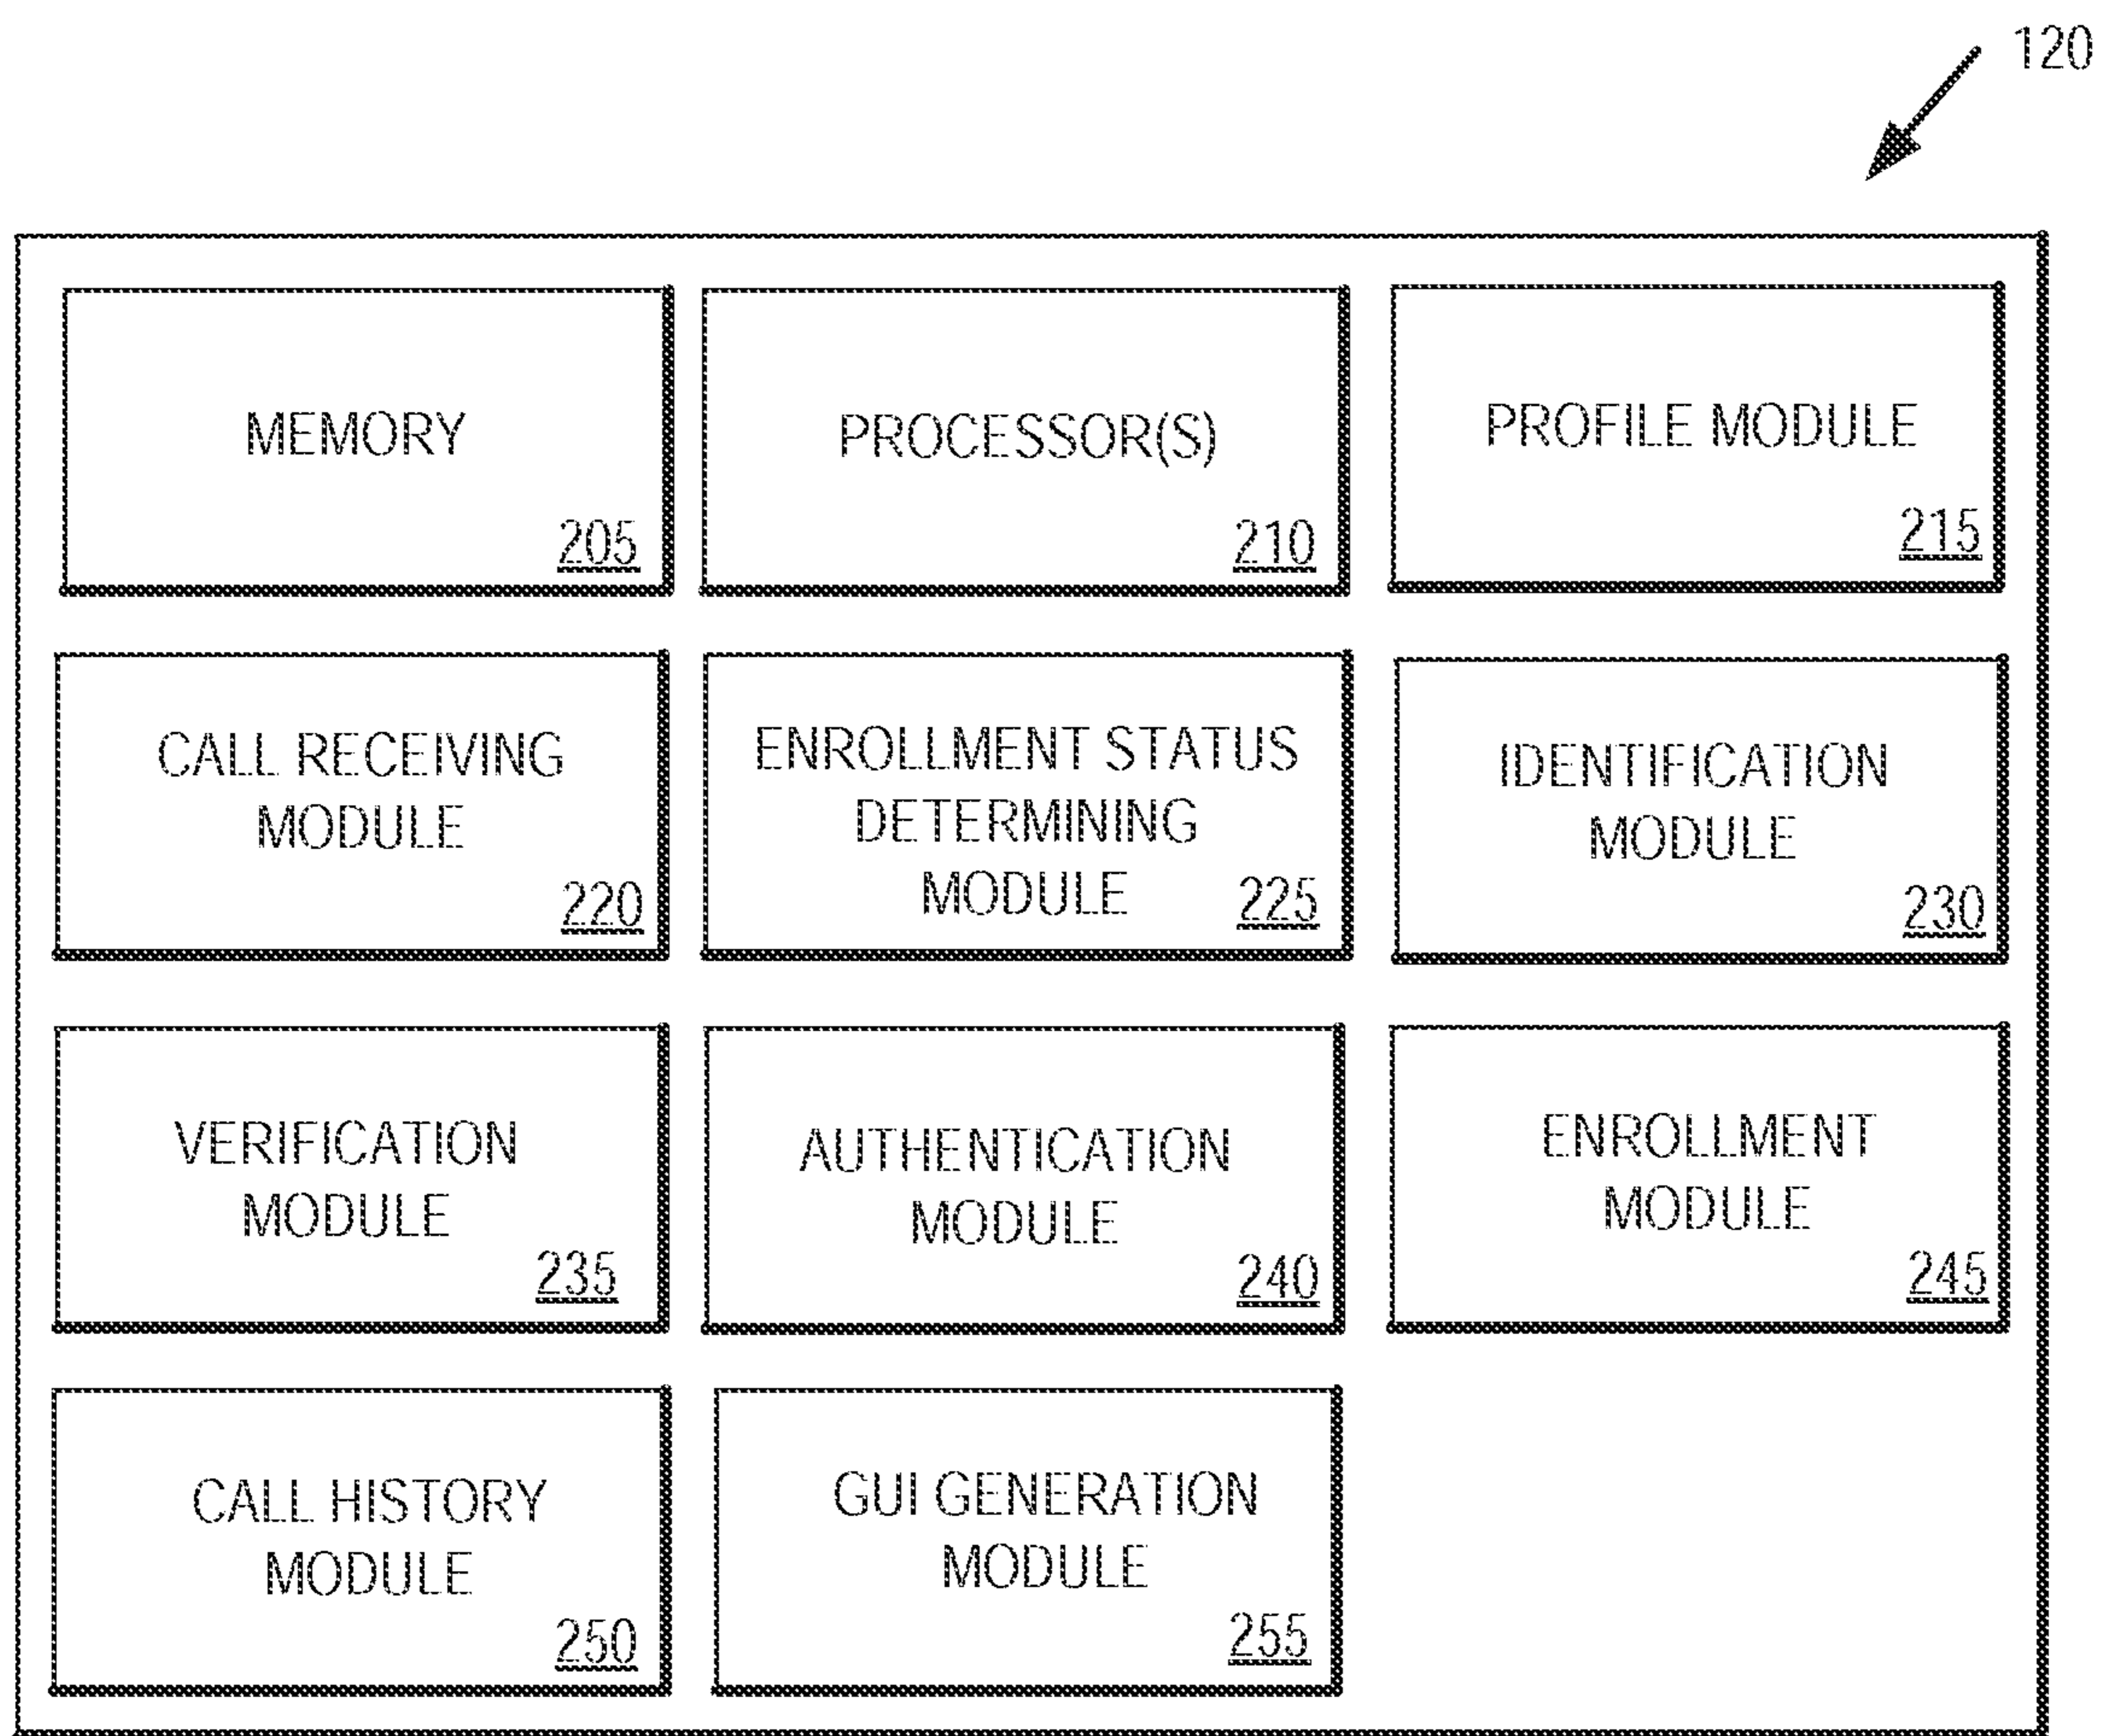 120
MEMORY
205
PROCESSOR(S)
210
PROFILE MODULE
215
CALL RECEIVING
MODULE
220
ENROLLMENT STATUS
DETERMINING
MODULE
225
IDENTIFICATION
MODULE
230
VERIFICATION
MODULE
235
AUTHENTICATION
MODULE
240
ENROLLMENT
MODULE
245
CALL HISTORY
MODULE
250
GUI GENERATION
MODULE
255